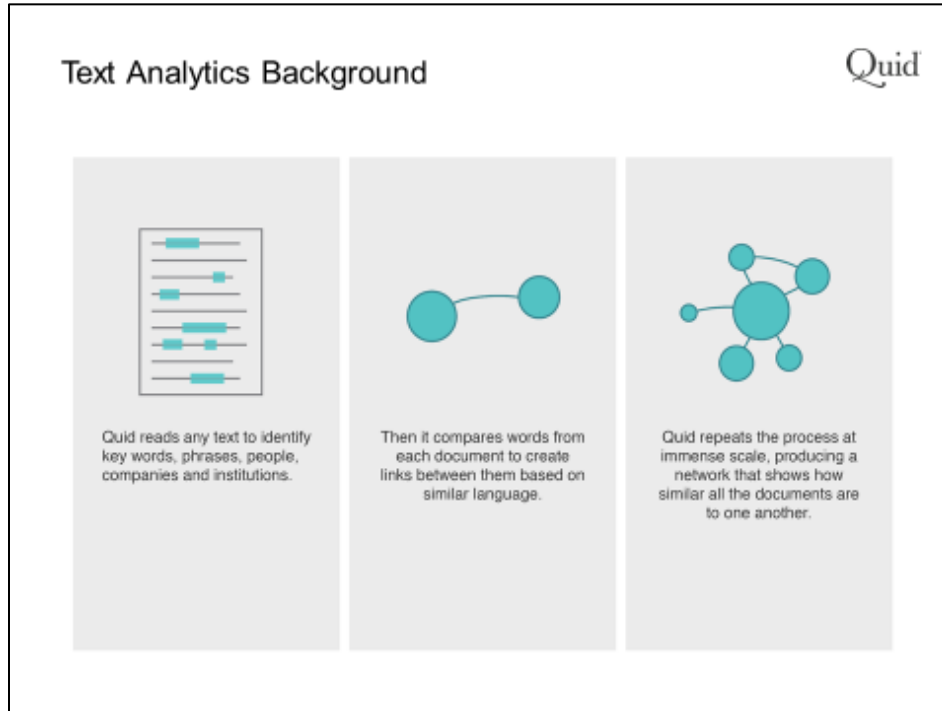 Text Analytics Background
Quid
Quid reads any text to identify
key words, phrases, people,
companies and institutions.
Then it compares words from
each document to create
links between them based on
similar language.
Quid repeats the process at
immense scale, producing a
network that shows how
similar all the documents are
to one another.